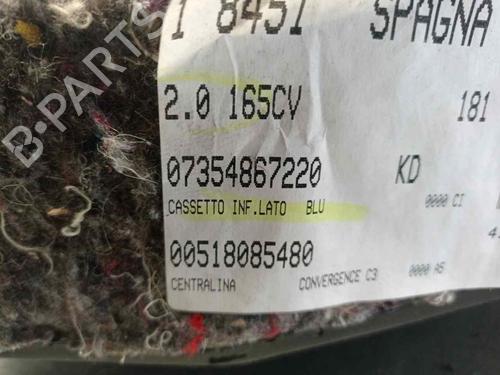 1 8451 SPAGNA
2.0 165CV 181
07354867220 KD
CASSETTO INF.LATO BLU 0000 CI
00518085480
CENTRALINA CONVERGENCE C3 0000 A6
B-PARTS